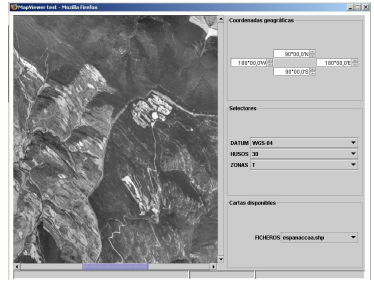 MapViewer test - Mozilla Firefox
Coordenadas geográficas
90°00,0'N
180°00,0'W 180°00,0'E
90°00,0'S
Selectores
DATUM WGS-84
HUSOS 30
ZONAS T
Cartas disponibles
FICHEROS espanaccaa.shp